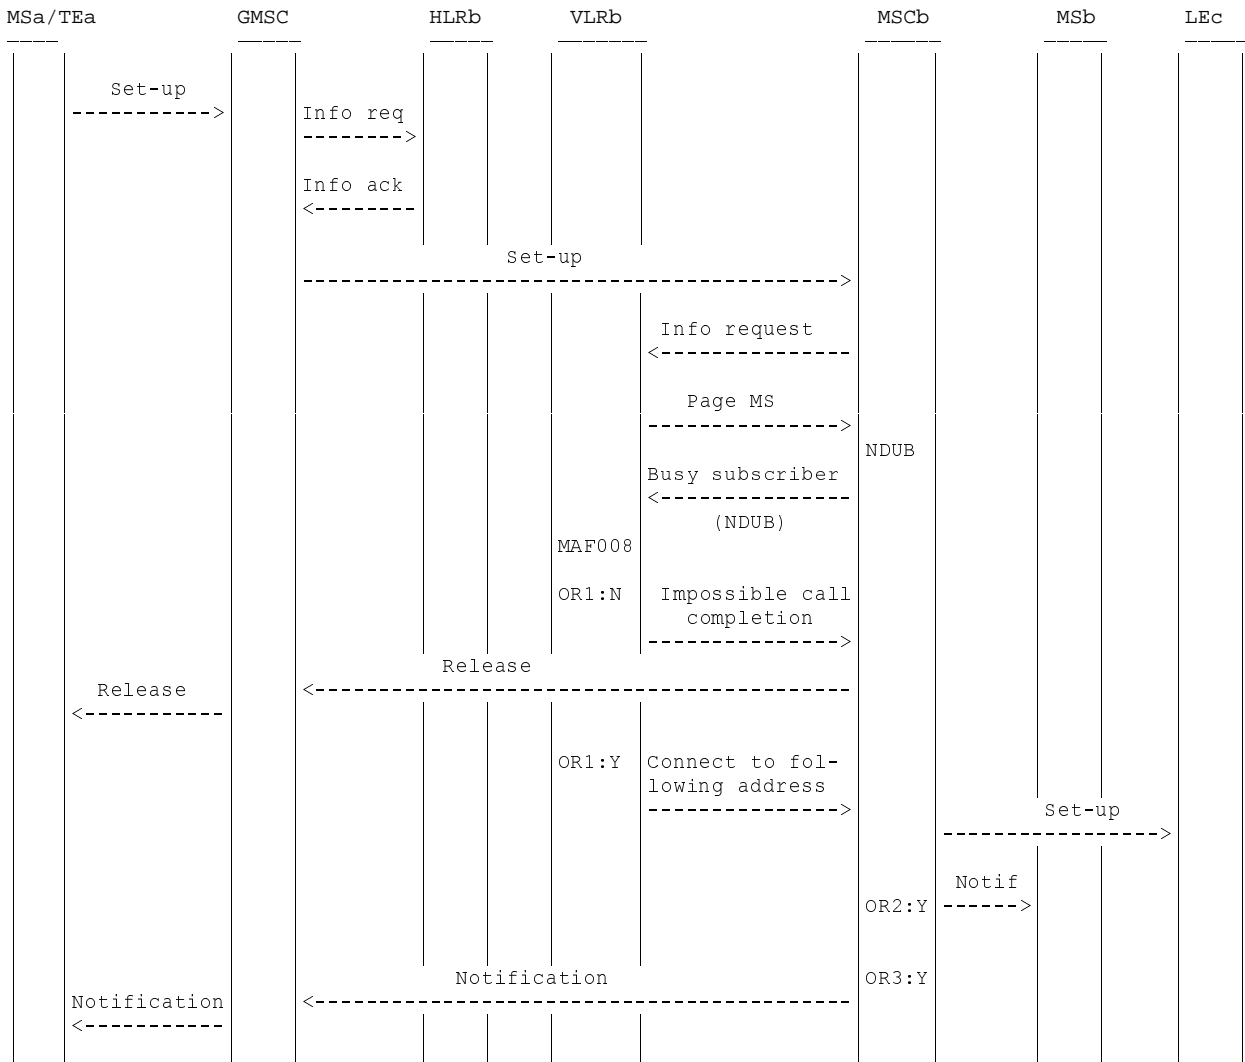 MSa/TEa GMSC HLRb VLRb MSCb MSb LEc
Set-up
Info req
Info ack
Set-up
Info request
Page MS
NDUB
Busy subscriber
(NDUB)
MAF008
OR1:N Impossible call
completion
Release
Release
OR1:Y Connect to fol-
lowing address
Set-up
Notif
OR2:Y
Notification OR3:Y
Notification